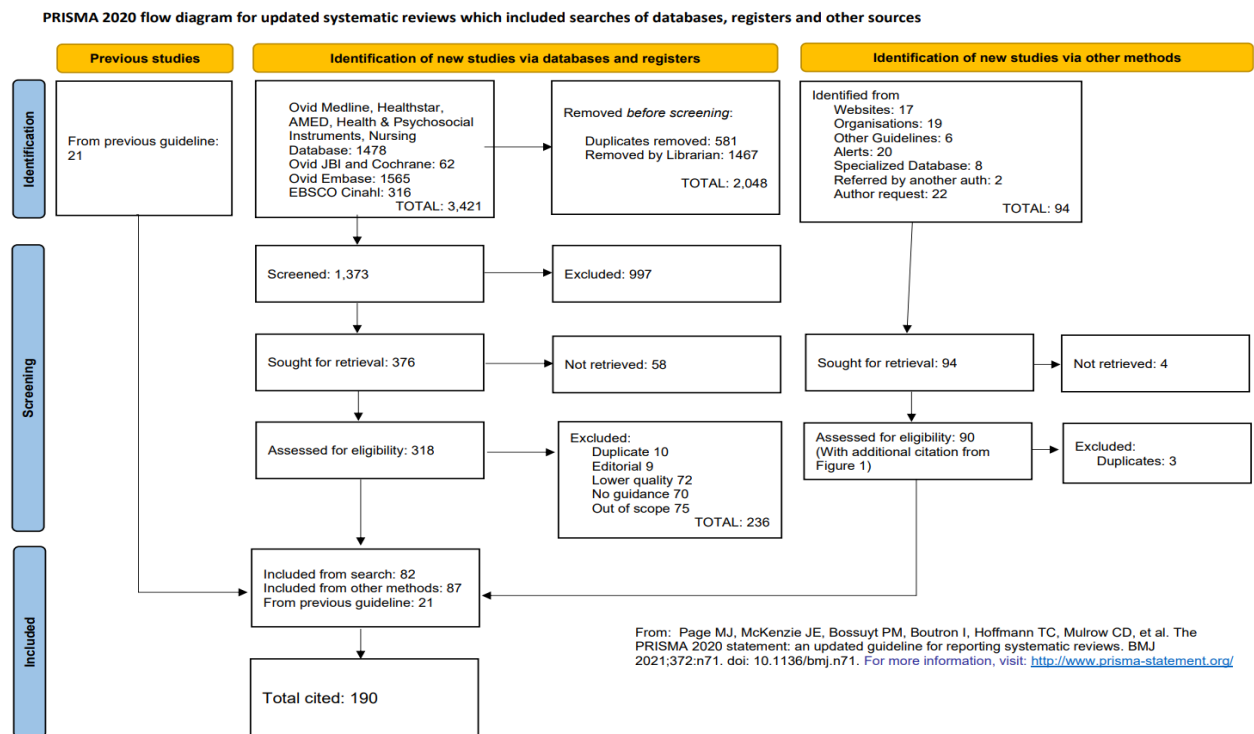 PRISMA 2020 flow diagram for updated systematic reviews which included searches of databases, registers and other sources
Previous studies
Identification of new studies via databases and registers
Identification of new studies via other methods
Identification
From previous guideline:
21
Ovid Medline, Healthstar,
AMED, Health & Psychosocial
Instruments, Nursing
Database: 1478
Ovid JBI and Cochrane: 62
Ovid Embase: 1565
EBSCO Cinahl: 316
TOTAL: 3,421
Removed before screening:
Duplicates removed: 581
Removed by Librarian: 1467
TOTAL: 2,048
Identified from
Websites: 17
Organisations: 19
Other Guidelines: 6
Alerts: 20
Specialized Database: 8
Referred by another auth: 2
Author request: 22
TOTAL: 94
Screening
Screened: 1,373
Excluded: 997
Sought for retrieval: 376
Not retrieved: 58
Sought for retrieval: 94
Not retrieved: 4
Assessed for eligibility: 318
Excluded:
Duplicate 10
Editorial 9
Lower quality 72
No guidance 70
Out of scope 75
TOTAL: 236
Assessed for eligibility: 90
(With additional citation from
Figure 1)
Excluded:
Duplicates: 3
Included
Included from search: 82
Included from other methods: 87
From previous guideline: 21
Total cited: 190
From: Page MJ, McKenzie JE, Bossuyt PM, Boutron I, Hoffmann TC, Mulrow CD, et al. The
PRISMA 2020 statement: an updated guideline for reporting systematic reviews. BMJ
2021;372:n71. doi: 10.1136/bmj.n71. For more information, visit: http://www.prisma-statement.org/